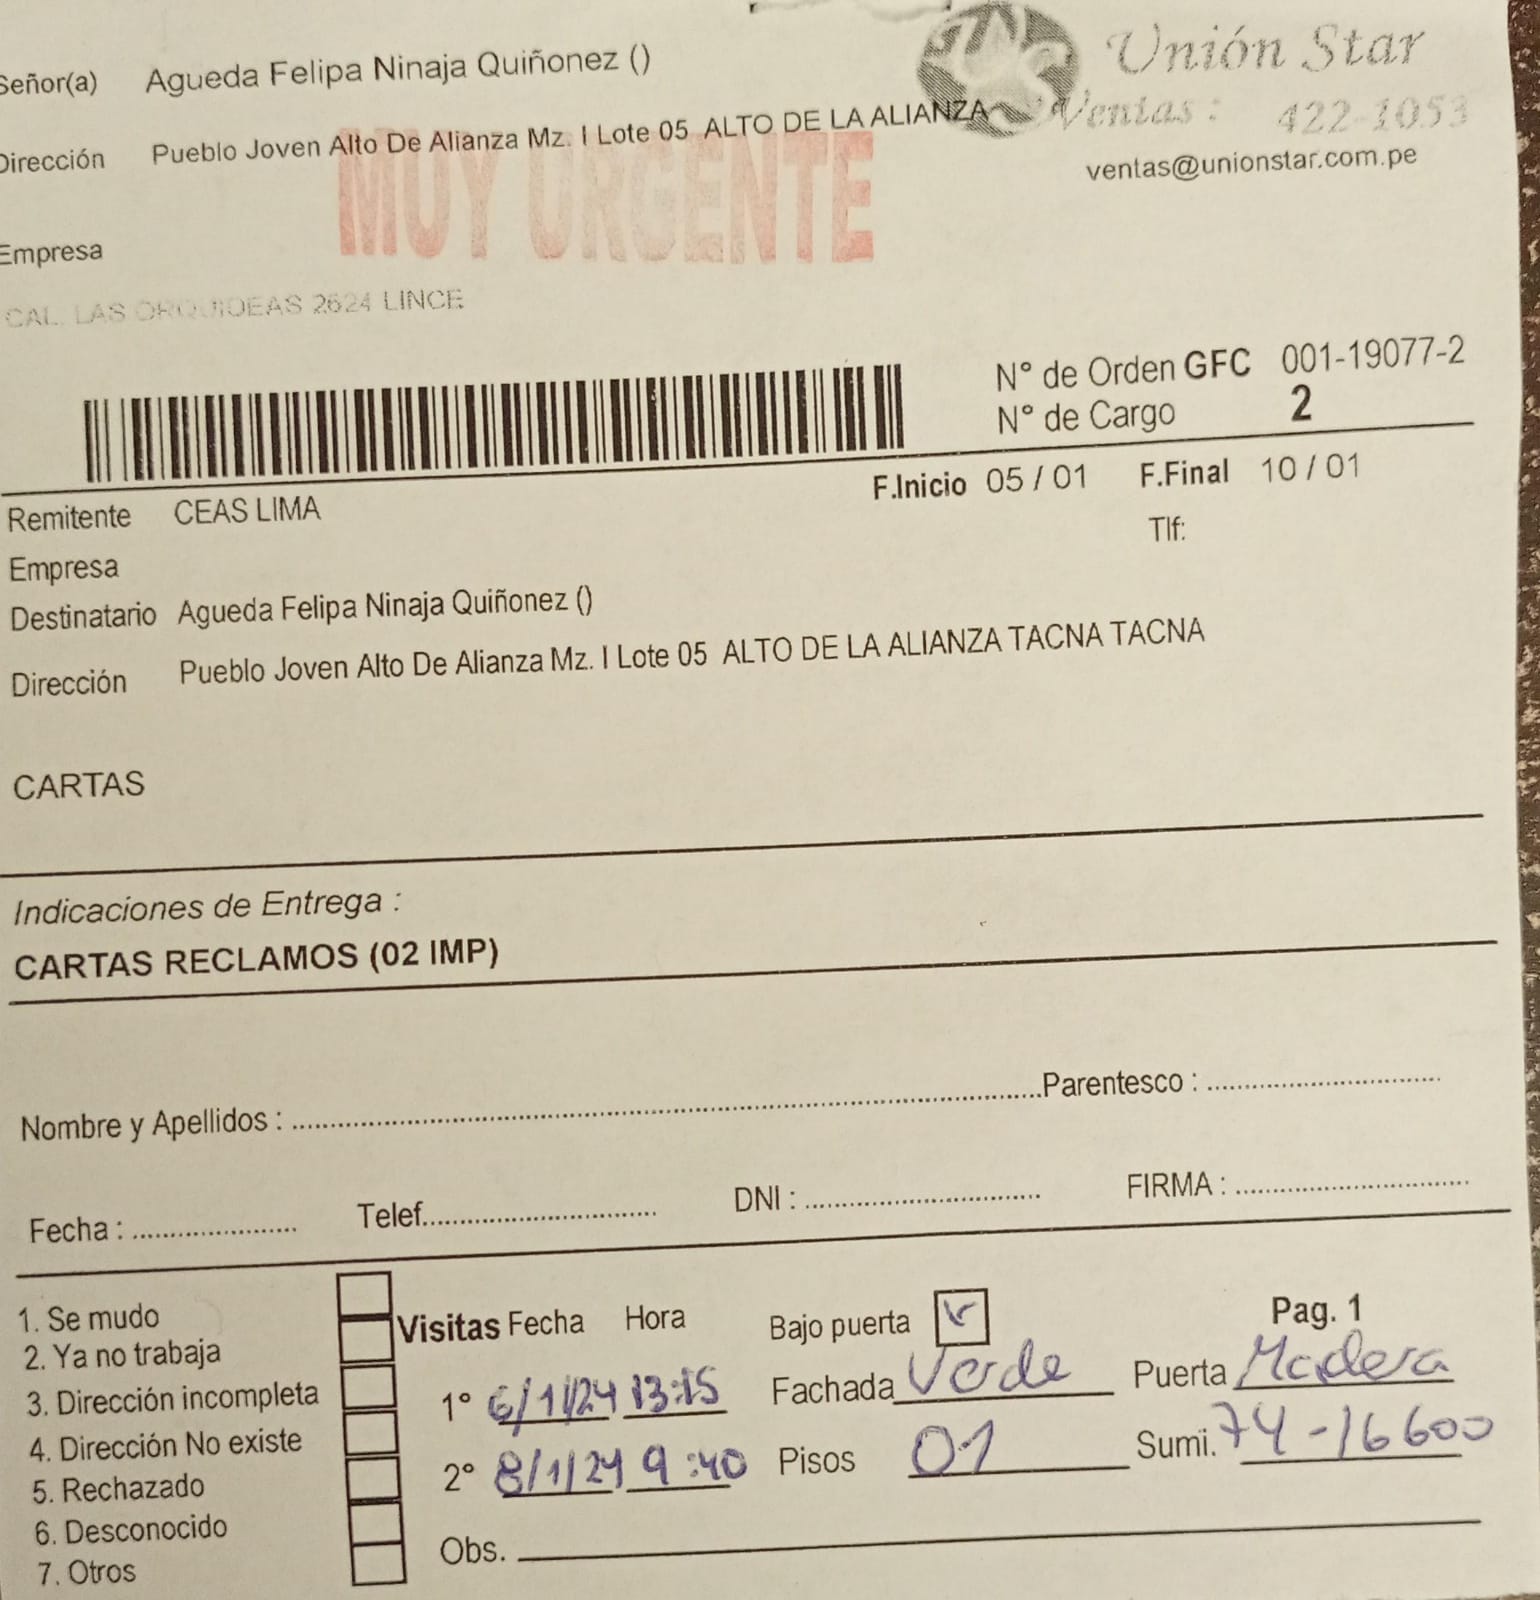 Señor(a) Agueda Felipa Ninaja Quiñonez ()
Unión Star
Ventas : 422-1053
ventas@unionstar.com.pe
Dirección Pueblo Joven Alto De Alianza Mz. I Lote 05 ALTO DE LA ALIANZA
MUY URGENTE
Empresa
CAL. LAS ORQUIDEAS 2624 LINCE
N° de Orden GFC 001-19077-2
N° de Cargo 2
F.Inicio 05 / 01 F.Final 10 / 01
Remitente CEAS LIMA
Tlf:
Empresa
Destinatario Agueda Felipa Ninaja Quiñonez ()
Dirección Pueblo Joven Alto De Alianza Mz. I Lote 05 ALTO DE LA ALIANZA TACNA TACNA
CARTAS
Indicaciones de Entrega :
CARTAS RECLAMOS (02 IMP)
Nombre y Apellidos : Parentesco :
Fecha : Telef. DNI : FIRMA :
1. Se mudo
2. Ya no trabaja
3. Dirección incompleta
4. Dirección No existe
5. Rechazado
6. Desconocido
7. Otros
Visitas Fecha Hora Bajo puerta Pag. 1
1° 6/1/24 13:15 Fachada Verde Puerta Madera
2° 8/1/24 9:40 Pisos 01 Sumi. 74-16600
Obs.